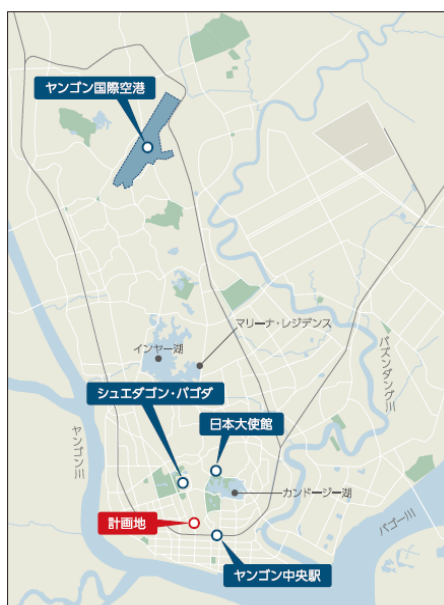 ヤンゴン国際空港
マリーナ・レジデンス
インヤー湖
パズンダング川
シュエダゴン・パゴダ
日本大使館
ヤンゴン川
カンドージー湖
計画地
バゴー川
ヤンゴン中央駅